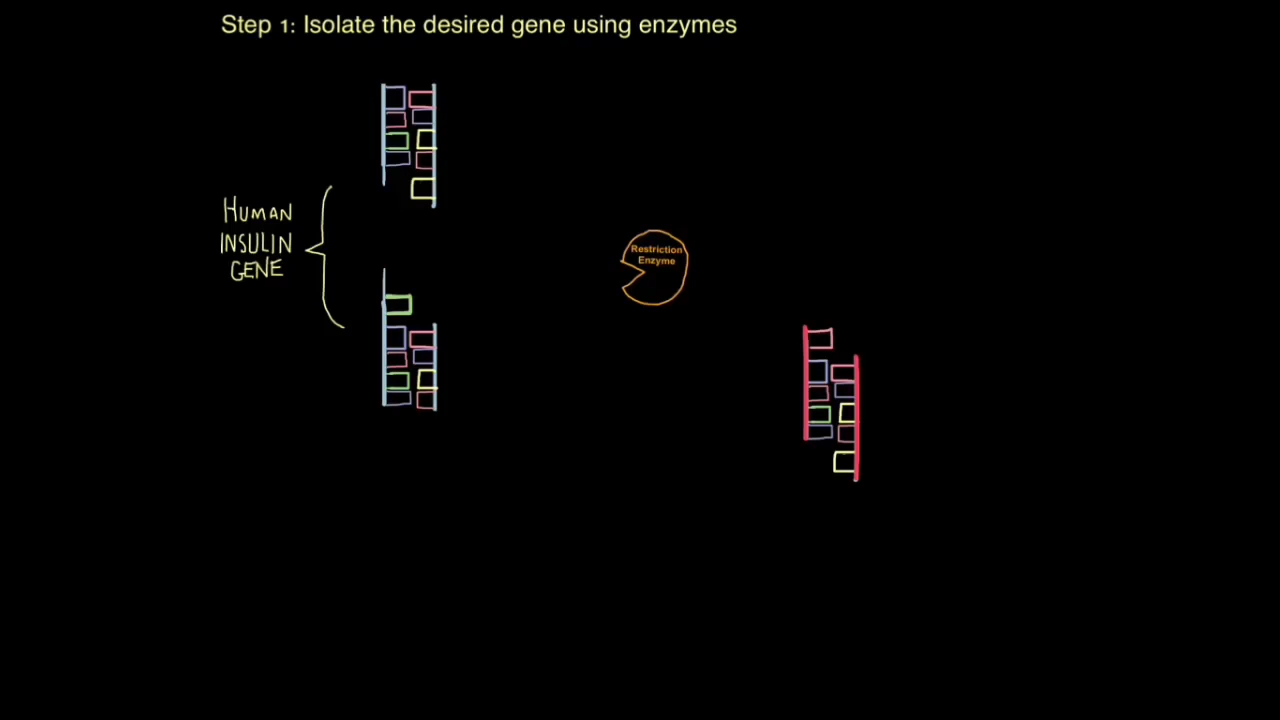 Step 1: Isolate the desired gene using enzymes
HUMAN
INSULIN
GENE
Restriction
Enzyme